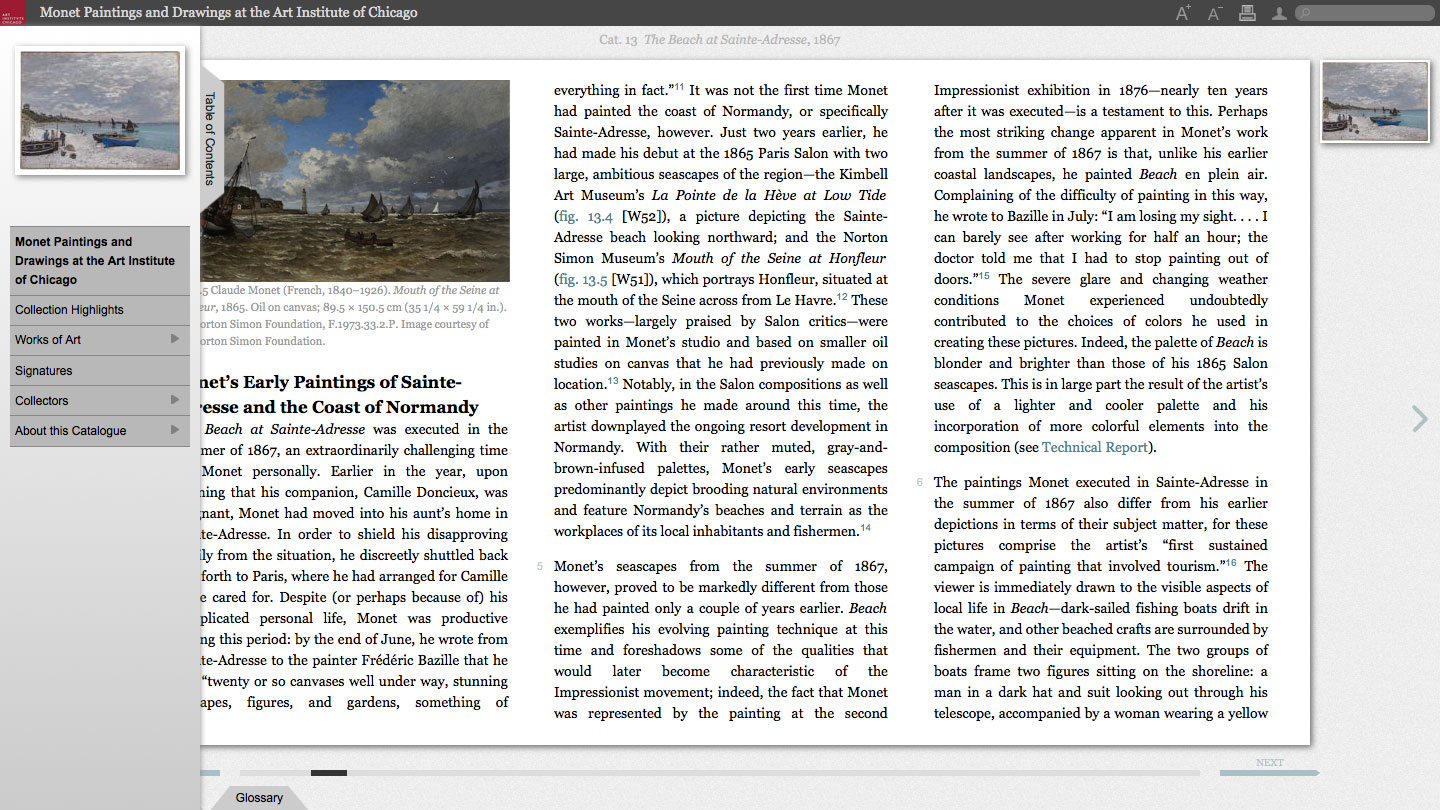 ART
INSTITVTE
CHICAGO
Monet Paintings and Drawings at the Art Institute of Chicago
A+
A−
Cat. 13 The Beach at Sainte-Adresse, 1867
Monet Paintings and
Drawings at the Art Institute
of Chicago
Collection Highlights
Works of Art
Signatures
Collectors
About this Catalogue
Table of Contents
.5 Claude Monet (French, 1840–1926). Mouth of the Seine at
eur, 1865. Oil on canvas; 89.5 × 150.5 cm (35 1/4 × 59 1/4 in.).
orton Simon Foundation, F.1973.33.2.P. Image courtesy of
orton Simon Foundation.
net’s Early Paintings of Sainte-
resse and the Coast of Normandy
Beach at Sainte-Adresse was executed in the
mer of 1867, an extraordinarily challenging time
Monet personally. Earlier in the year, upon
ning that his companion, Camille Doncieux, was
gnant, Monet had moved into his aunt’s home in
te-Adresse. In order to shield his disapproving
ily from the situation, he discreetly shuttled back
forth to Paris, where he had arranged for Camille
e cared for. Despite (or perhaps because of) his
plicated personal life, Monet was productive
ng this period: by the end of June, he wrote from
te-Adresse to the painter Frédéric Bazille that he
“twenty or so canvases well under way, stunning
apes, figures, and gardens, something of
everything in fact.”11 It was not the first time Monet
had painted the coast of Normandy, or specifically
Sainte-Adresse, however. Just two years earlier, he
had made his debut at the 1865 Paris Salon with two
large, ambitious seascapes of the region—the Kimbell
Art Museum’s La Pointe de la Hève at Low Tide
(fig. 13.4 [W52]), a picture depicting the Sainte-
Adresse beach looking northward; and the Norton
Simon Museum’s Mouth of the Seine at Honfleur
(fig. 13.5 [W51]), which portrays Honfleur, situated at
the mouth of the Seine across from Le Havre.12 These
two works—largely praised by Salon critics—were
painted in Monet’s studio and based on smaller oil
studies on canvas that he had previously made on
location.13 Notably, in the Salon compositions as well
as other paintings he made around this time, the
artist downplayed the ongoing resort development in
Normandy. With their rather muted, gray-and-
brown-infused palettes, Monet’s early seascapes
predominantly depict brooding natural environments
and feature Normandy’s beaches and terrain as the
workplaces of its local inhabitants and fishermen.14
5 Monet’s seascapes from the summer of 1867,
however, proved to be markedly different from those
he had painted only a couple of years earlier. Beach
exemplifies his evolving painting technique at this
time and foreshadows some of the qualities that
would later become characteristic of the
Impressionist movement; indeed, the fact that Monet
was represented by the painting at the second
Impressionist exhibition in 1876—nearly ten years
after it was executed—is a testament to this. Perhaps
the most striking change apparent in Monet’s work
from the summer of 1867 is that, unlike his earlier
coastal landscapes, he painted Beach en plein air.
Complaining of the difficulty of painting in this way,
he wrote to Bazille in July: “I am losing my sight. . . . I
can barely see after working for half an hour; the
doctor told me that I had to stop painting out of
doors.”15 The severe glare and changing weather
conditions Monet experienced undoubtedly
contributed to the choices of colors he used in
creating these pictures. Indeed, the palette of Beach is
blonder and brighter than those of his 1865 Salon
seascapes. This is in large part the result of the artist’s
use of a lighter and cooler palette and his
incorporation of more colorful elements into the
composition (see Technical Report).
6 The paintings Monet executed in Sainte-Adresse in
the summer of 1867 also differ from his earlier
depictions in terms of their subject matter, for these
pictures comprise the artist’s “first sustained
campaign of painting that involved tourism.”16 The
viewer is immediately drawn to the visible aspects of
local life in Beach—dark-sailed fishing boats drift in
the water, and other beached crafts are surrounded by
fishermen and their equipment. The two groups of
boats frame two figures sitting on the shoreline: a
man in a dark hat and suit looking out through his
telescope, accompanied by a woman wearing a yellow
NEXT
Glossary